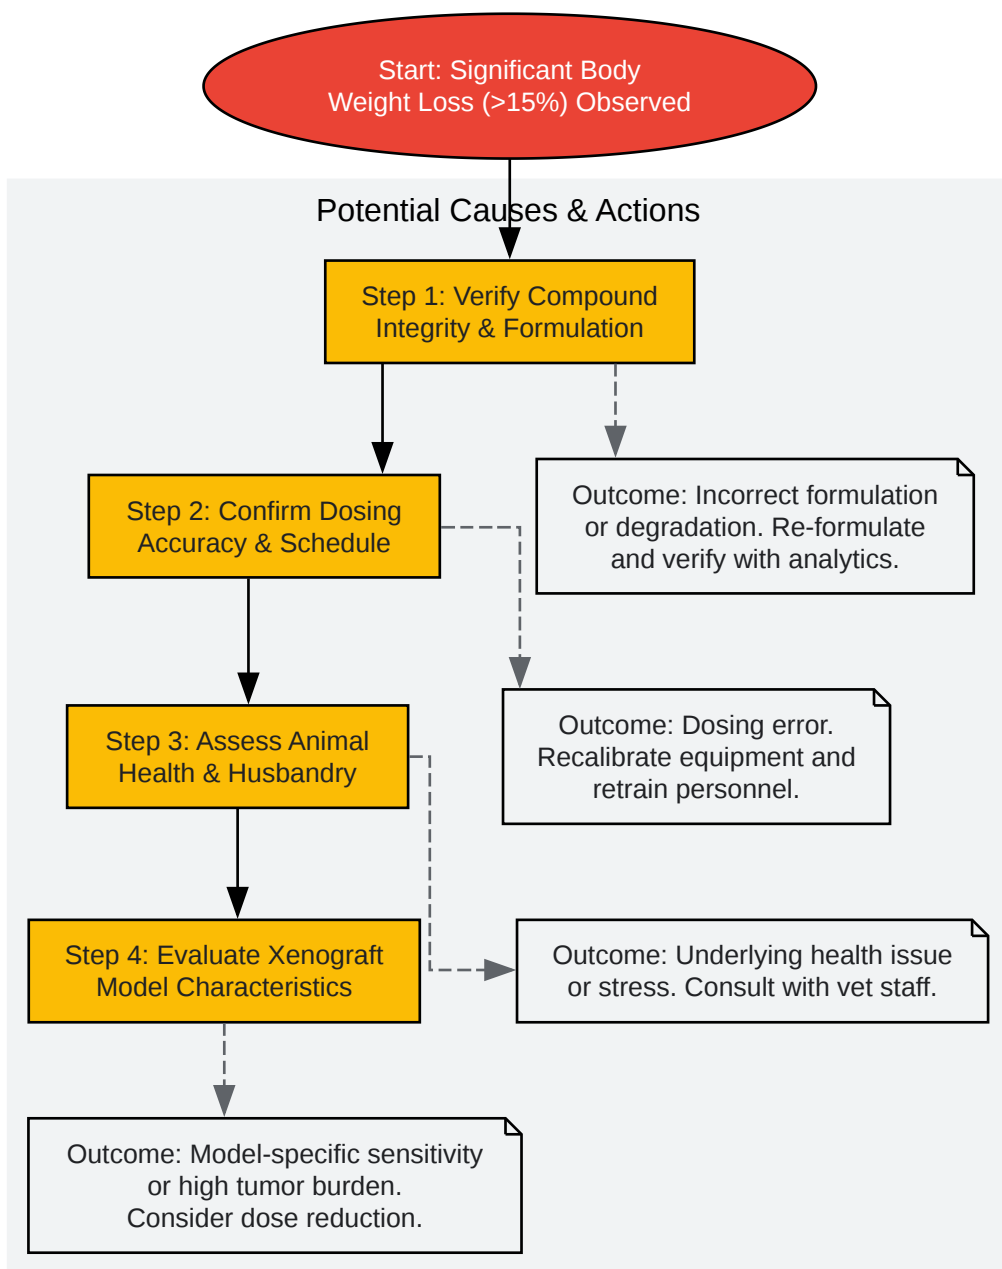 Start: Significant Body
Weight Loss (>15%) Observed
Potential Causes & Actions
Step 1: Verify Compound
Integrity & Formulation
Outcome: Incorrect formulation
or degradation. Re-formulate
and verify with analytics.
Step 2: Confirm Dosing
Accuracy & Schedule
Outcome: Dosing error.
Recalibrate equipment and
retrain personnel.
Step 3: Assess Animal
Health & Husbandry
Outcome: Underlying health issue
or stress. Consult with vet staff.
Step 4: Evaluate Xenograft
Model Characteristics
Outcome: Model-specific sensitivity
or high tumor burden.
Consider dose reduction.